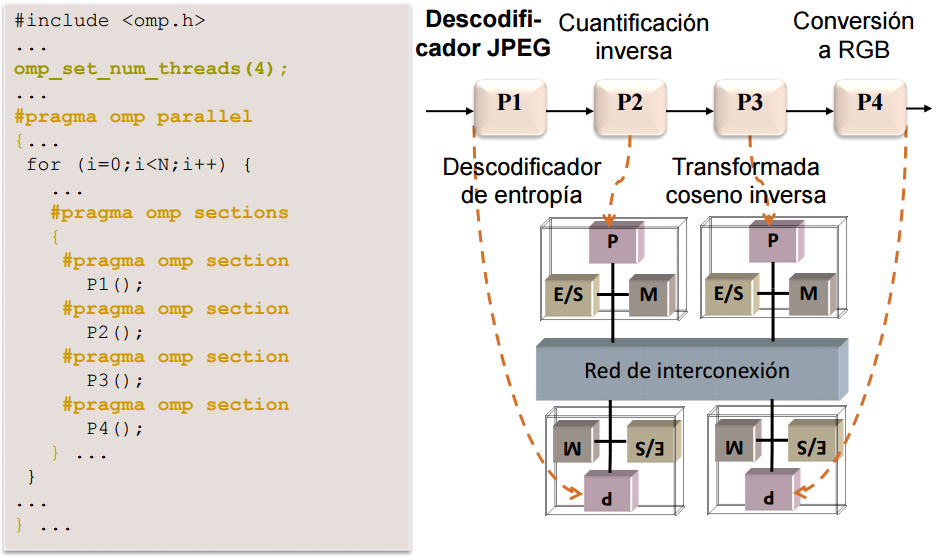 #include <omp.h>
...
omp_set_num_threads(4);
...
#pragma omp parallel
{...
for (i=0;i<N;i++) {
...
#pragma omp sections
{
#pragma omp section
P1();
#pragma omp section
P2();
#pragma omp section
P3();
#pragma omp section
P4();
} ...
}
...
} ...
Descodifi-
cador JPEG
Cuantificación
inversa
Conversión
a RGB
P1
P2
P3
P4
Descodificador
de entropía
Transformada
coseno inversa
P
E/S
M
P
E/S
M
Red de interconexión
M
E/S
P
M
E/S
P